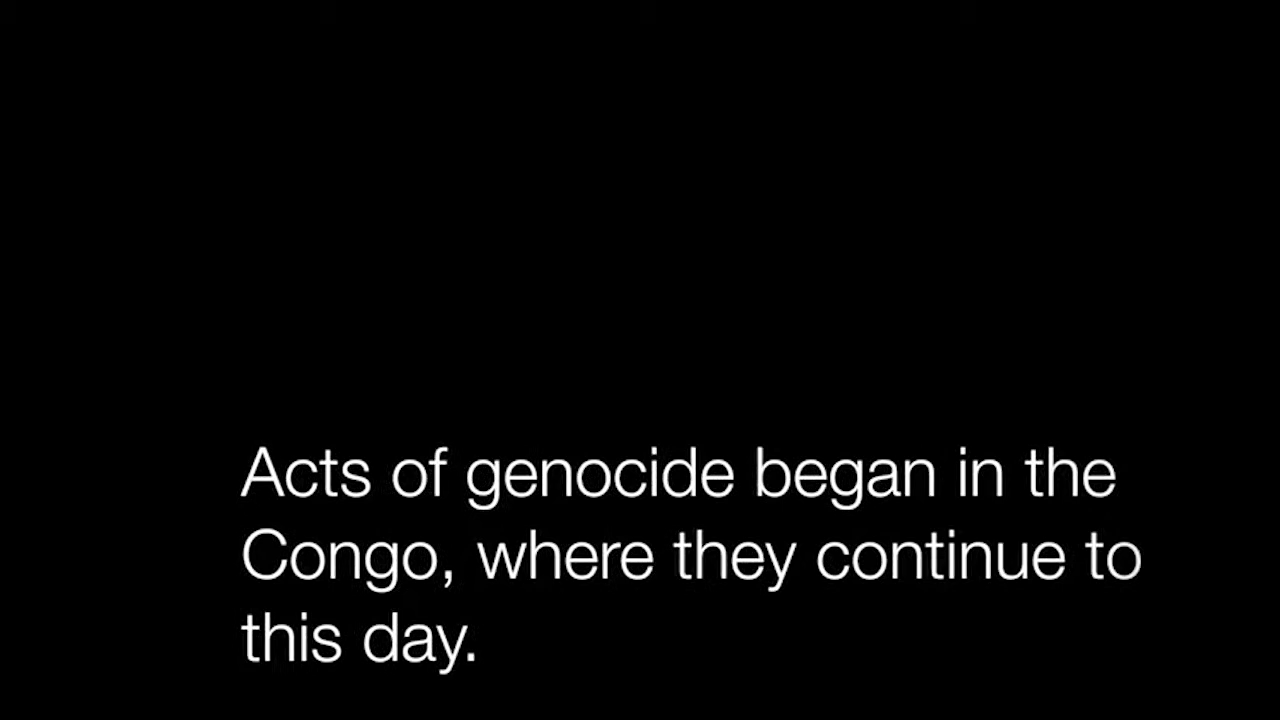 Acts of genocide began in the
Congo, where they continue to
this day.